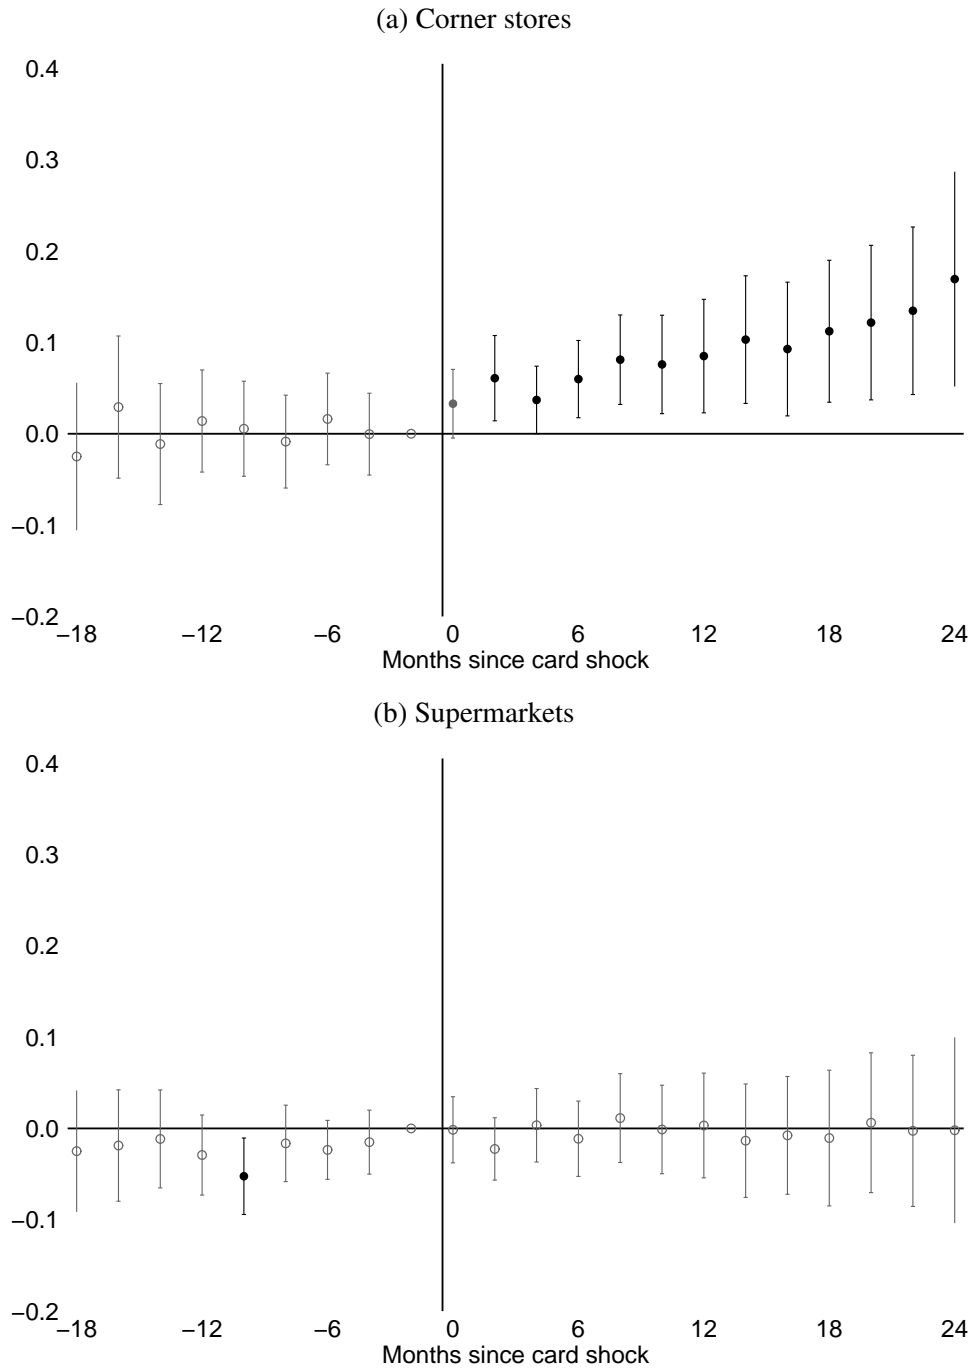 (a) Corner stores
0.4
0.3
0.2
0.1
0.0
−0.1
−0.2
−18 −12 −6 0 6 12 18 24
Months since card shock
(b) Supermarkets
0.4
0.3
0.2
0.1
0.0
−0.1
−0.2
−18 −12 −6 0 6 12 18 24
Months since card shock